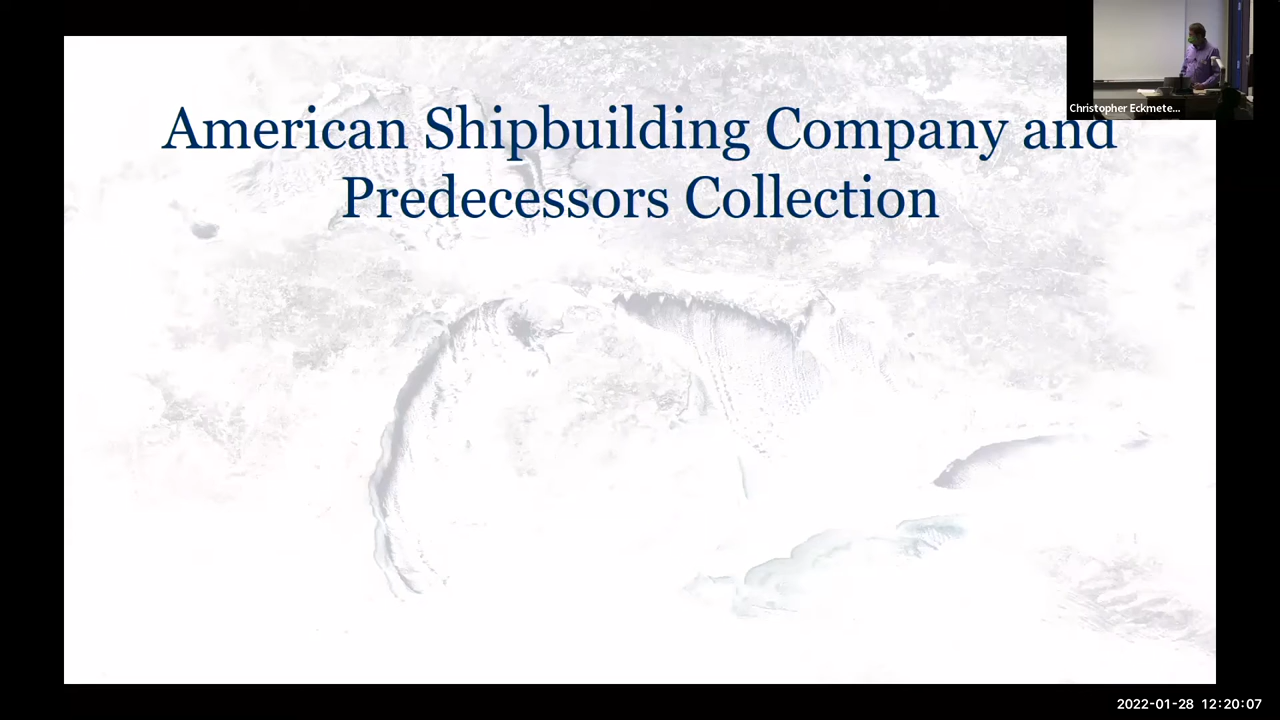 American Shipbuilding Company and
Predecessors Collection
Christopher Eckmete...
2022-01-28 12:20:07